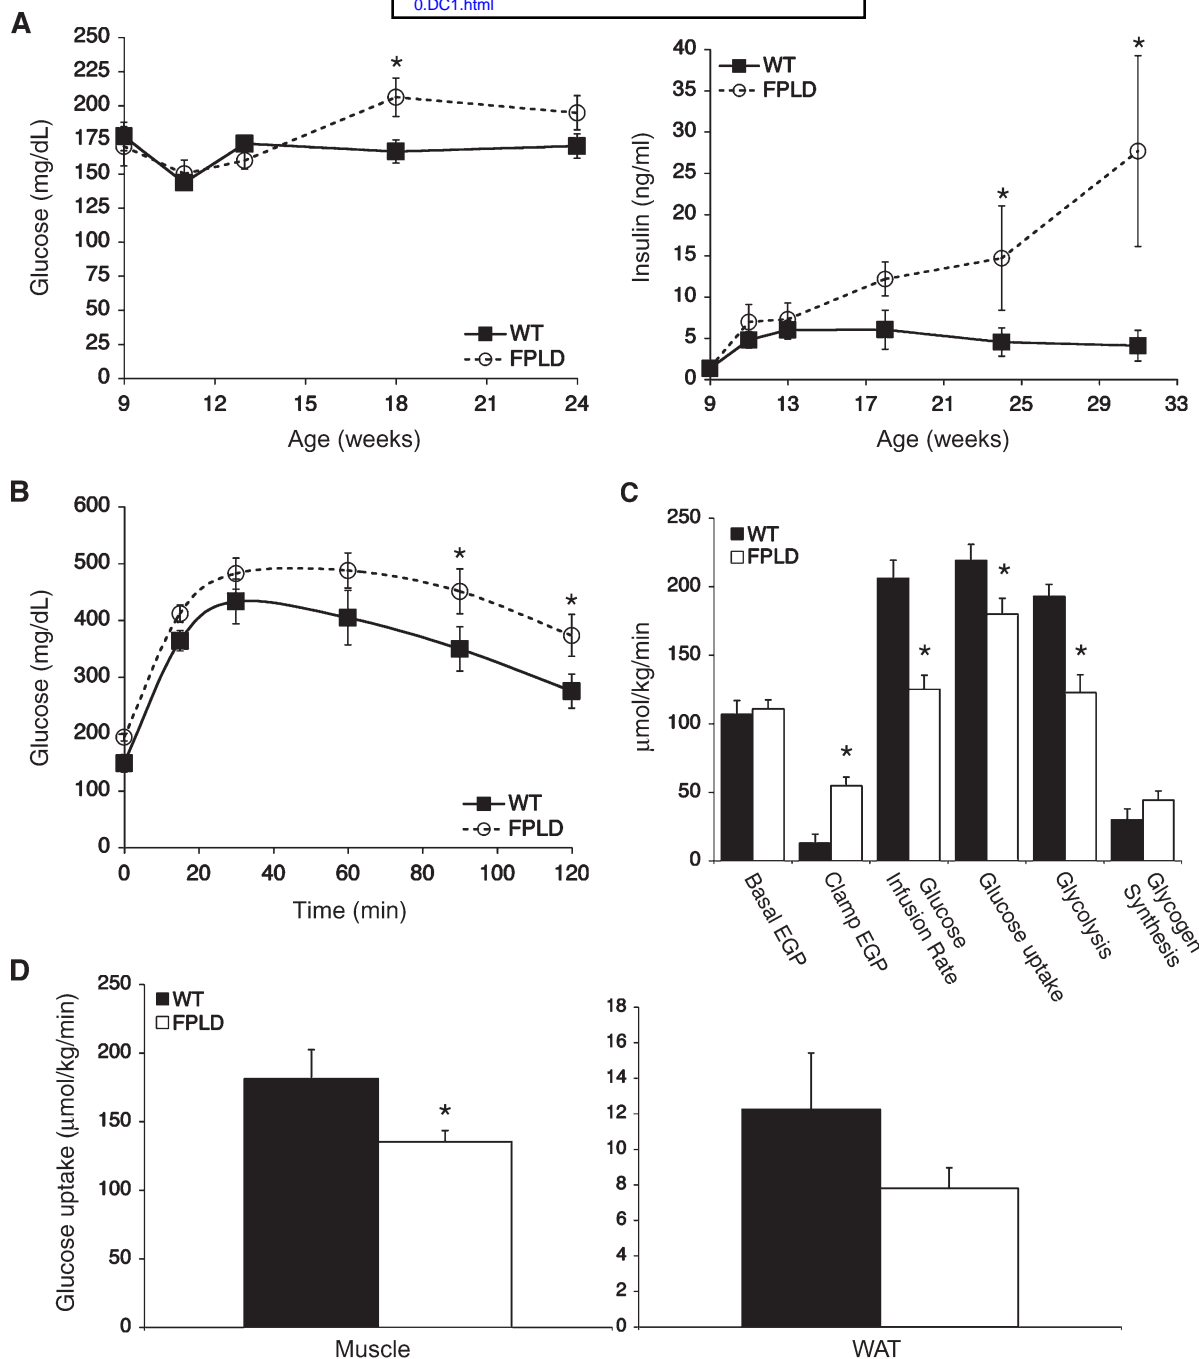 0.DC1.html
A
250
225
200
175
150
125
100
75
50
25
0
Glucose (mg/dL)
*
WT
FPLD
9 12 15 18 21 24
Age (weeks)
40
35
30
25
20
15
10
5
0
Insulin (ng/ml)
WT
FPLD
*
*
9 13 17 21 25 29 33
Age (weeks)
B
600
500
400
300
200
100
0
Glucose (mg/dL)
*
*
WT
FPLD
0 20 40 60 80 100 120
Time (min)
C
250
200
150
100
50
0
µmol/kg/min
WT
FPLD
*
*
*
*
Basal EGP
Clamp EGP
Glucose
Infusion Rate
Glucose uptake
Glycolysis
Glycogen
Synthesis
D
250
200
150
100
50
0
Glucose uptake (µmol/kg/min)
WT
FPLD
*
Muscle
18
16
14
12
10
8
6
4
2
0
WAT